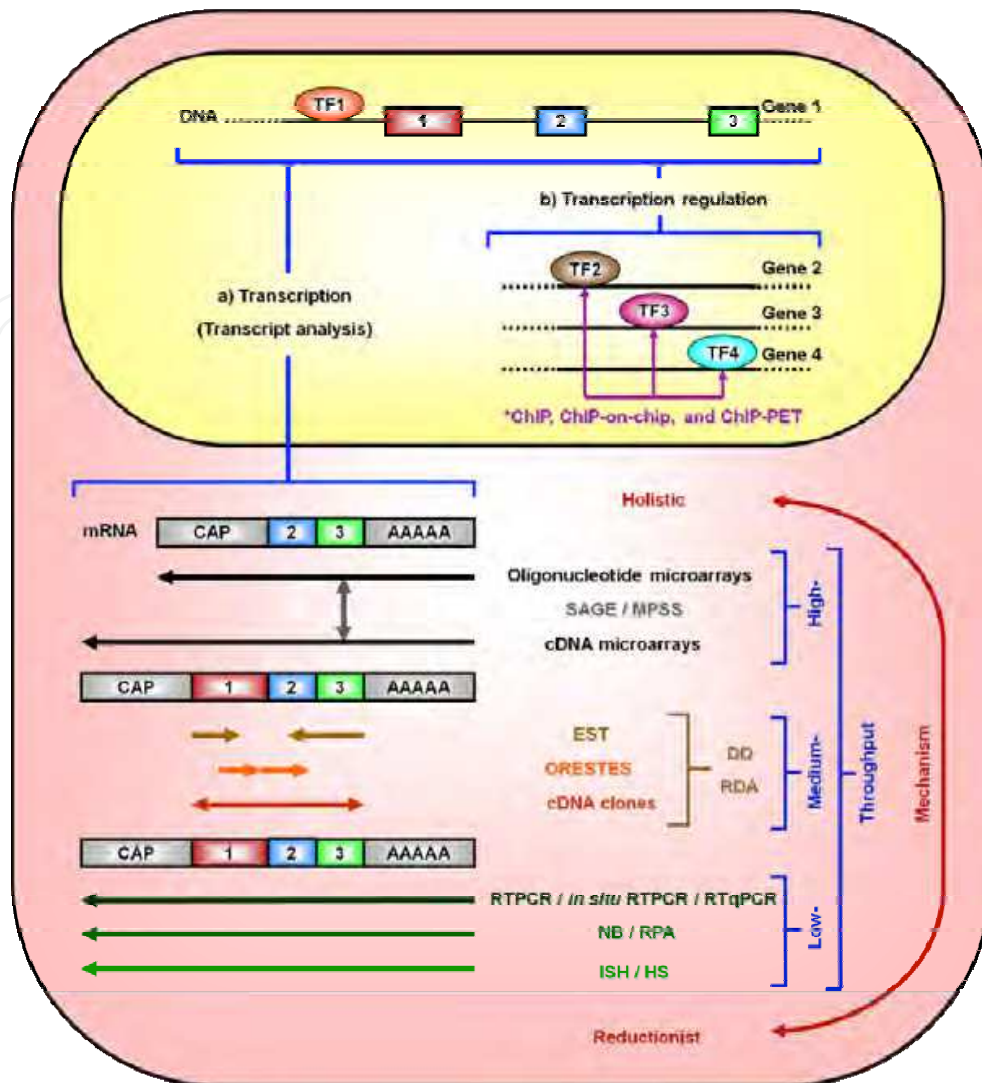 DNA
TF1
1
2
3
Gene 1
b) Transcription regulation
TF2
Gene 2
a) Transcription
(Transcript analysis)
TF3
Gene 3
TF4
Gene 4
*ChIP, ChIP-on-chip, and ChIP-PET
Holistic
mRNA
CAP
2
3
AAAAA
Oligonucleotide microarrays
SAGE / MPSS
cDNA microarrays
High-
CAP
1
2
3
AAAAA
EST
ORESTES
cDNA clones
DD
RDA
Medium-
Throughput
Mechanism
CAP
1
2
3
AAAAA
RTPCR / in situ RTPCR / RTqPCR
NB / RPA
ISH / HS
Low-
Reductionist